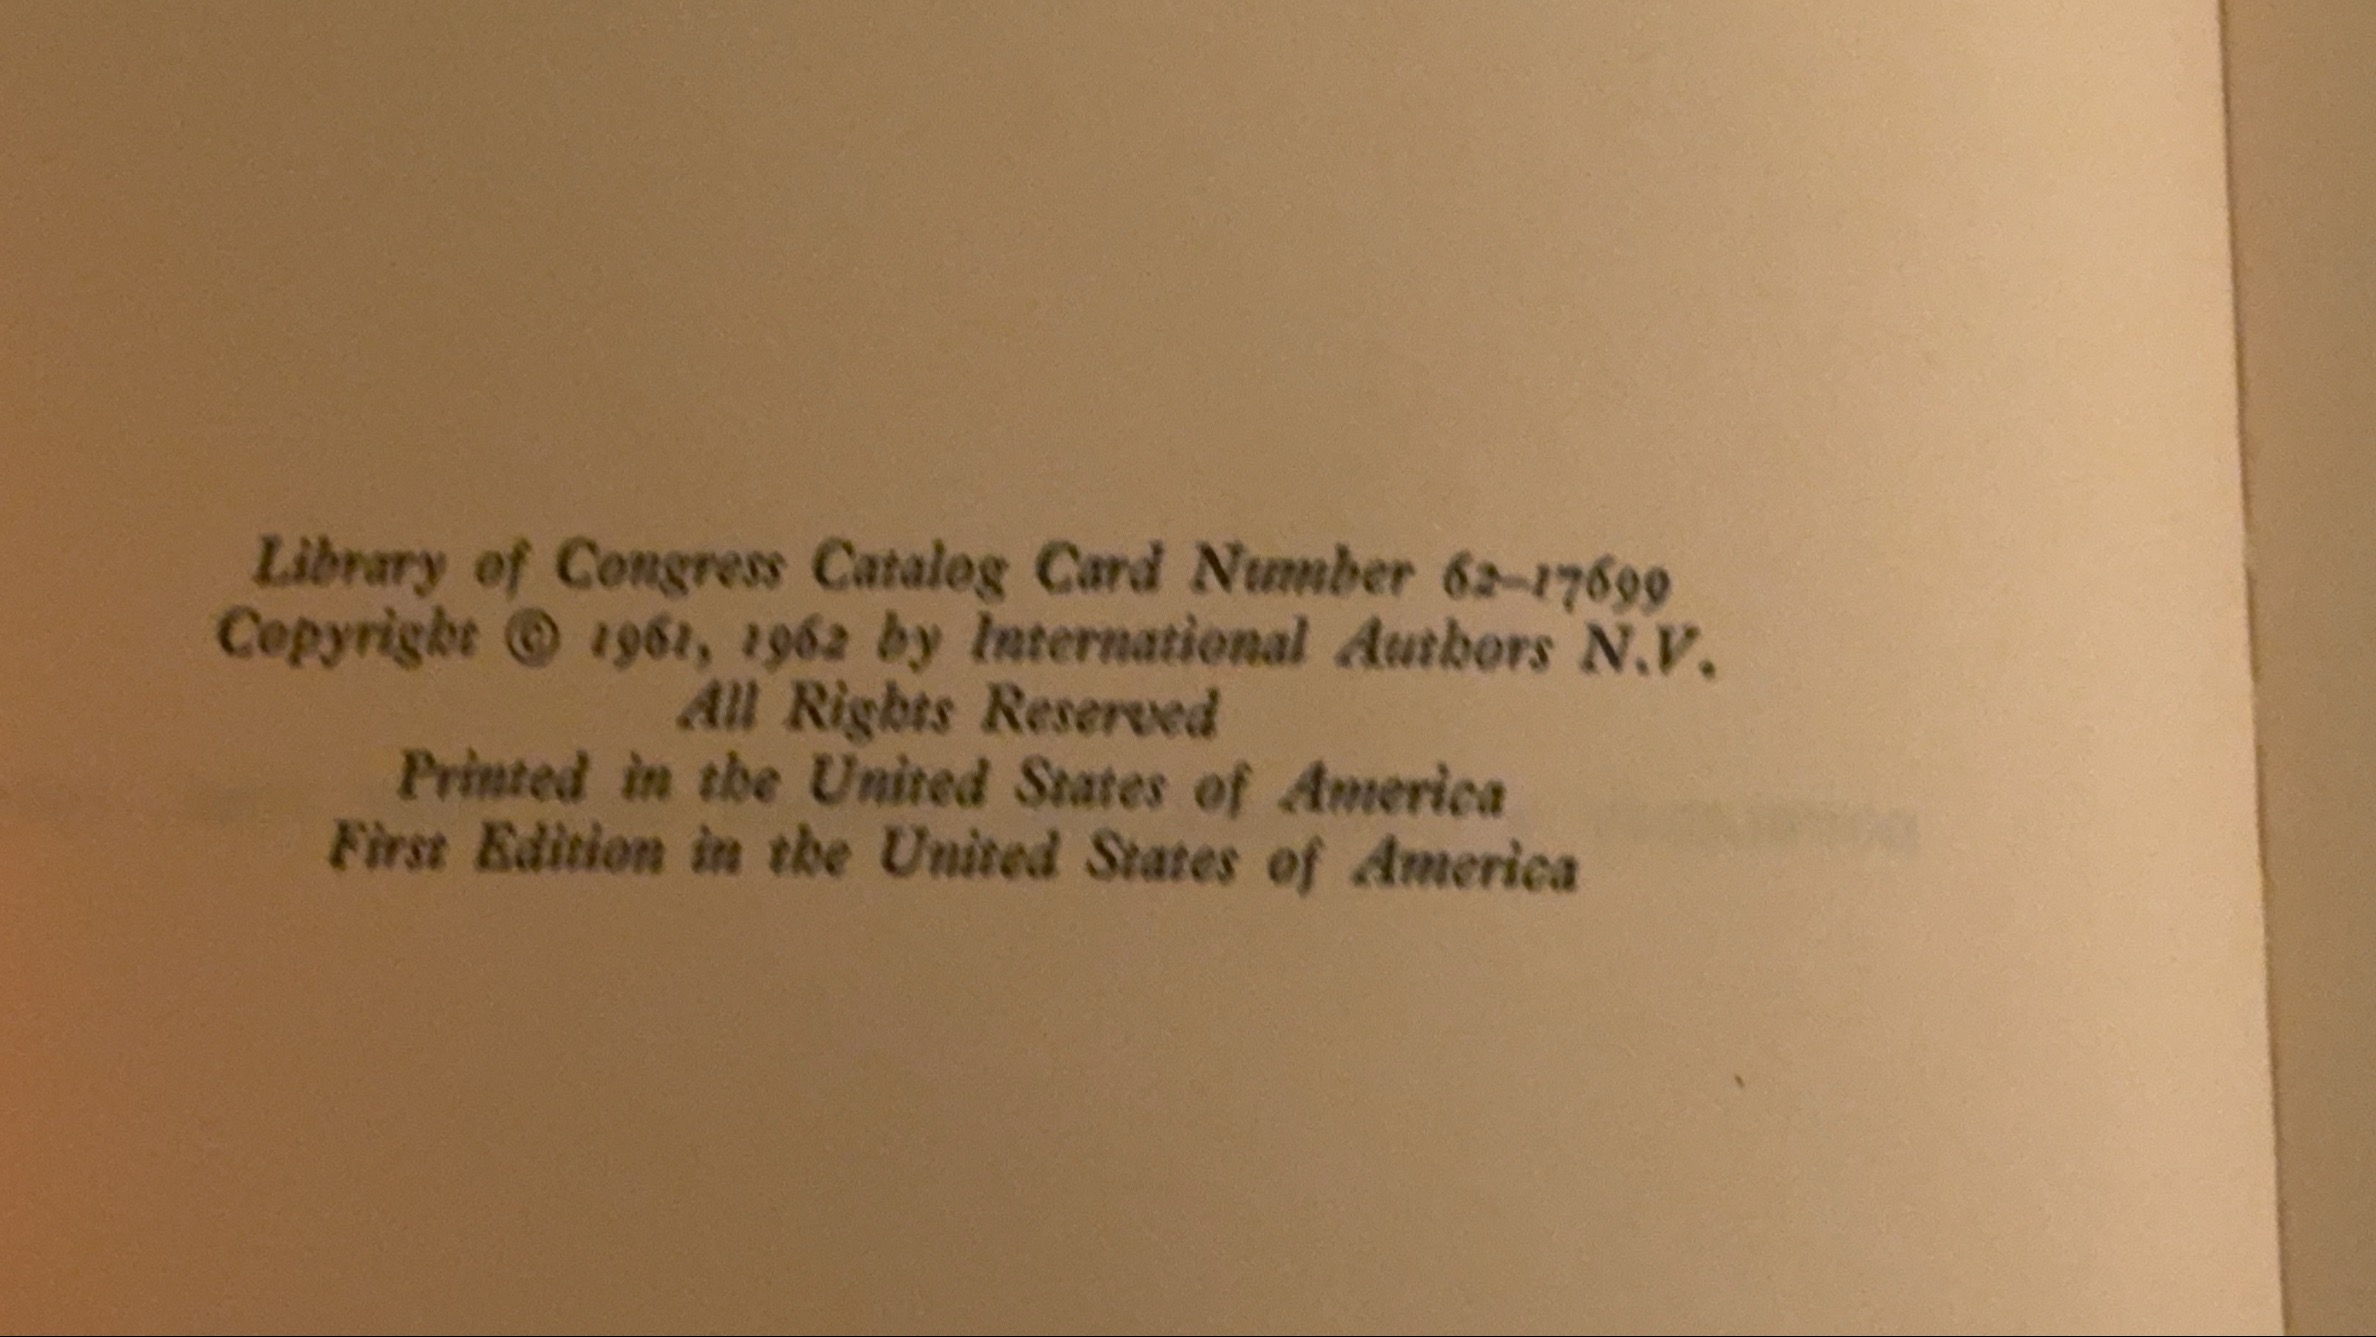 Library of Congress Catalog Card Number 62-17699
Copyright © 1961, 1962 by International Authors N.V.
All Rights Reserved
Printed in the United States of America
First Edition in the United States of America